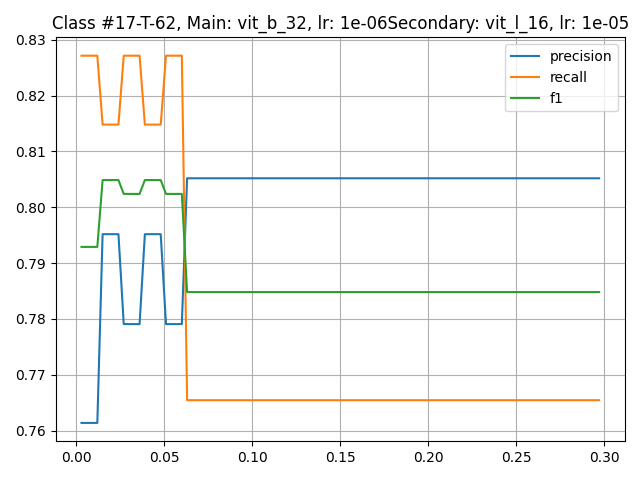 Class #17-T-62, Main: vit_b_32, lr: 1e-06Secondary: vit_l_16, lr: 1e-05
precision
recall
f1
0.83
0.82
0.81
0.80
0.79
0.78
0.77
0.76
0.00 0.05 0.10 0.15 0.20 0.25 0.30